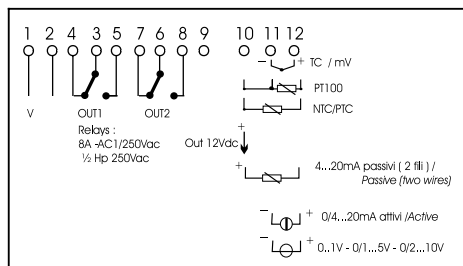 1 2 4 3 5 7 6 8 9 10 11 12
− + TC / mV
PT100
V OUT1 OUT2 NTC/PTC
Relays :
8A -AC1/250Vac
½ Hp 250Vac
+
Out 12Vdc
+ 4...20mA passivi ( 2 fili ) /
Passive (two wires)
− + 0/4...20mA attivi /Active
− + 0..1V - 0/1...5V - 0/2...10V